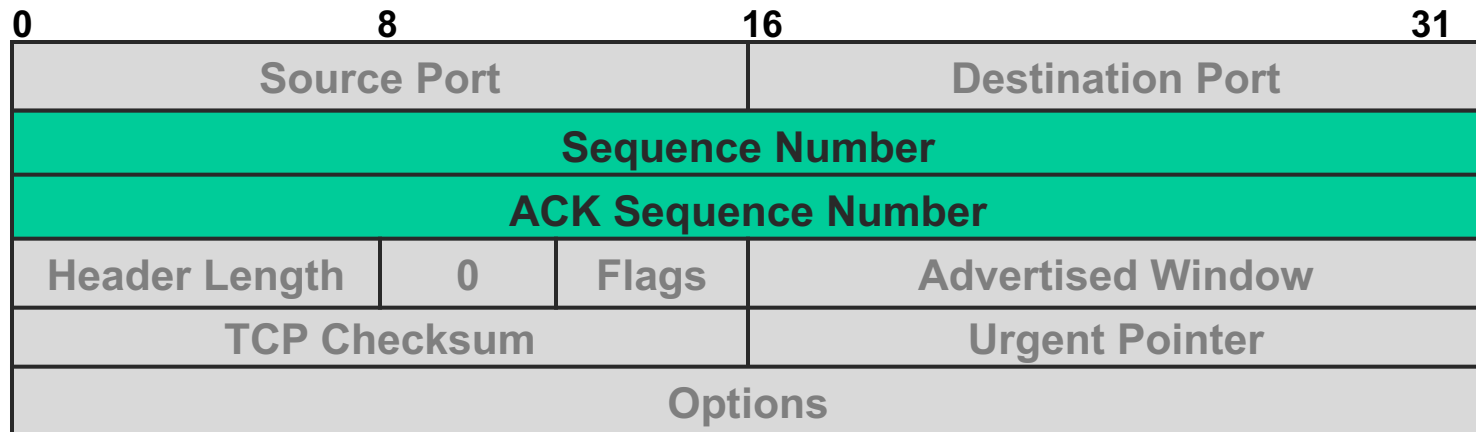 0 8 16 31
Source Port Destination Port
Sequence Number
ACK Sequence Number
Header Length 0 Flags Advertised Window
TCP Checksum Urgent Pointer
Options